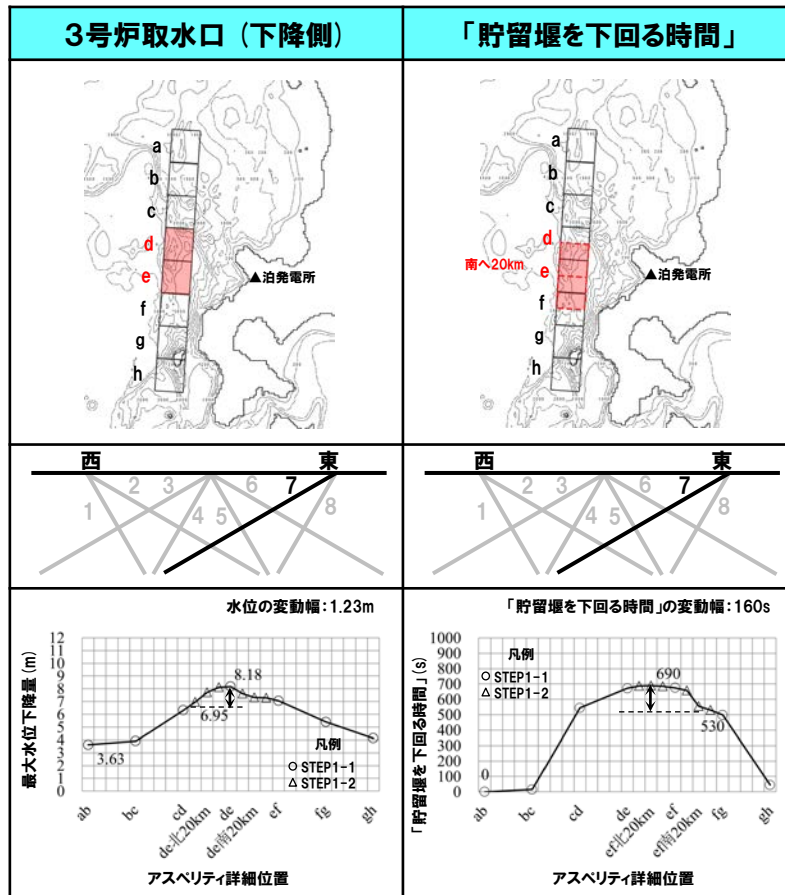 3号炉取水口（下降側）
「貯留堰を下回る時間」
a
b
c
d
e
f
g
h
▲泊発電所
a
b
c
d
南へ20km
e
f
g
h
▲泊発電所
西
東
1
2
3
4
5
6
7
8
西
東
1
2
3
4
5
6
7
8
水位の変動幅：1.23m
最大水位下降量(m)
12
11
10
9
8
7
6
5
4
3
2
1
0
8.18
6.95
3.63
凡例
○ STEP1-1
△ STEP1-2
ab
bc
cd
de北20km
de
de南20km
ef
fg
gh
アスペリティ詳細位置
「貯留堰を下回る時間」の変動幅：160s
「貯留堰を下回る時間」(s)
1000
900
800
700
600
500
400
300
200
100
0
凡例
○ STEP1-1
△ STEP1-2
690
530
0
ab
bc
cd
de
ef北20km
ef
ef南20km
fg
gh
アスペリティ詳細位置